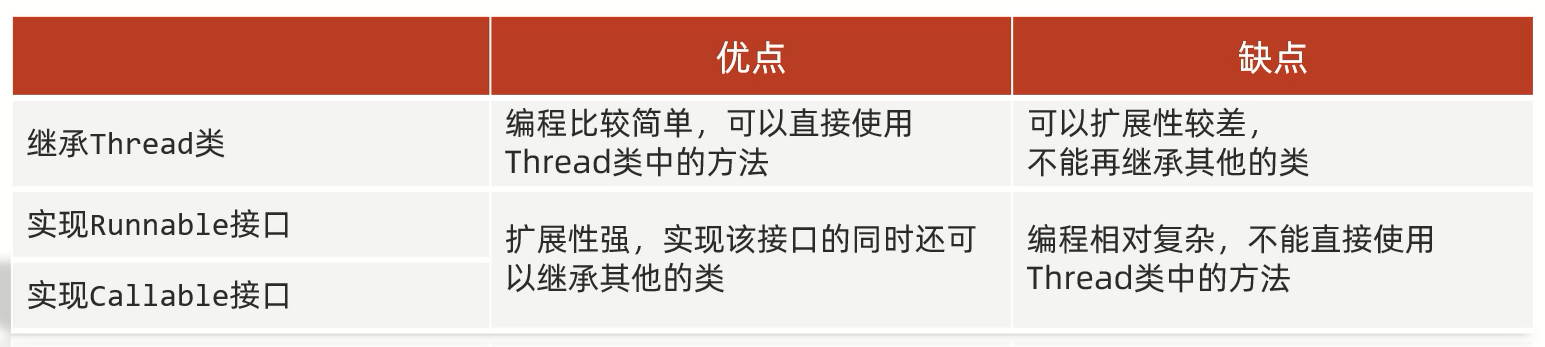 优点
缺点
继承Thread类
编程比较简单，可以直接使用
Thread类中的方法
可以扩展性较差，
不能再继承其他的类
实现Runnable接口
实现Callable接口
扩展性强，实现该接口的同时还可
以继承其他的类
编程相对复杂，不能直接使用
Thread类中的方法